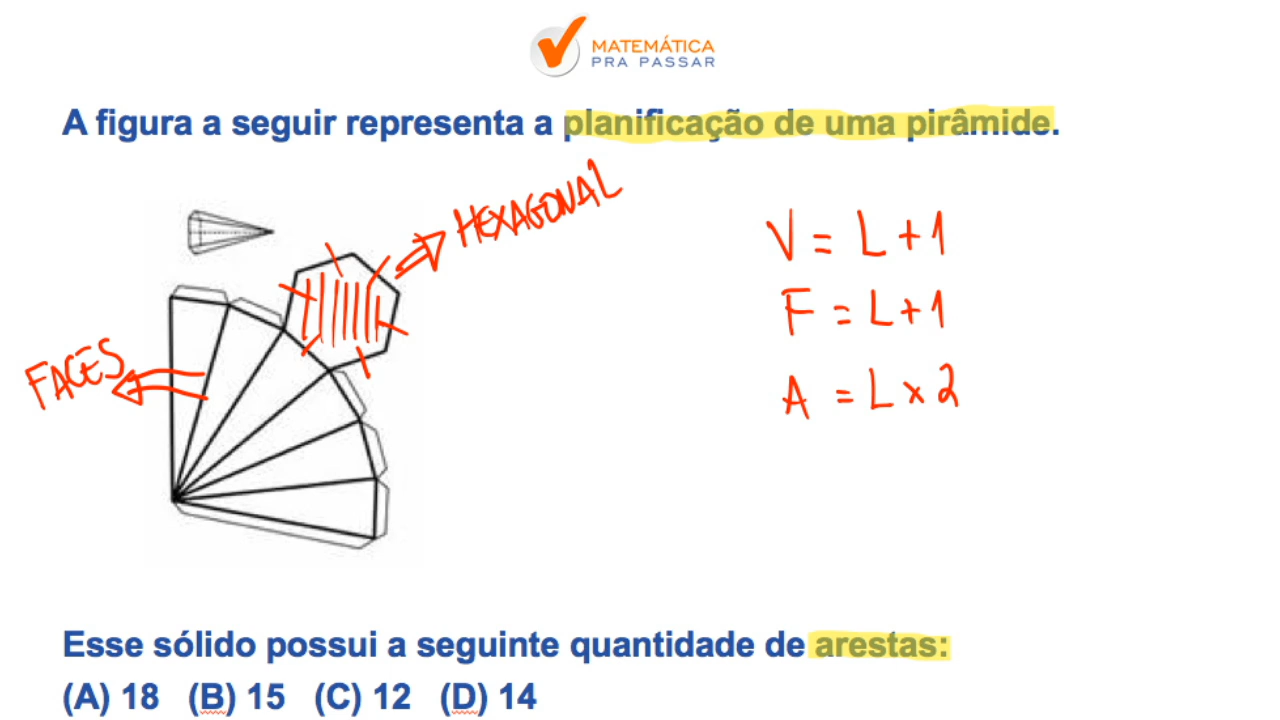 MATEMÁTICA
PRA PASSAR
A figura a seguir representa a planificação de uma pirâmide.
HEXAGONAL
FACES
V = L + 1
F = L + 1
A = L x 2
Esse sólido possui a seguinte quantidade de arestas:
(A) 18 (B) 15 (C) 12 (D) 14